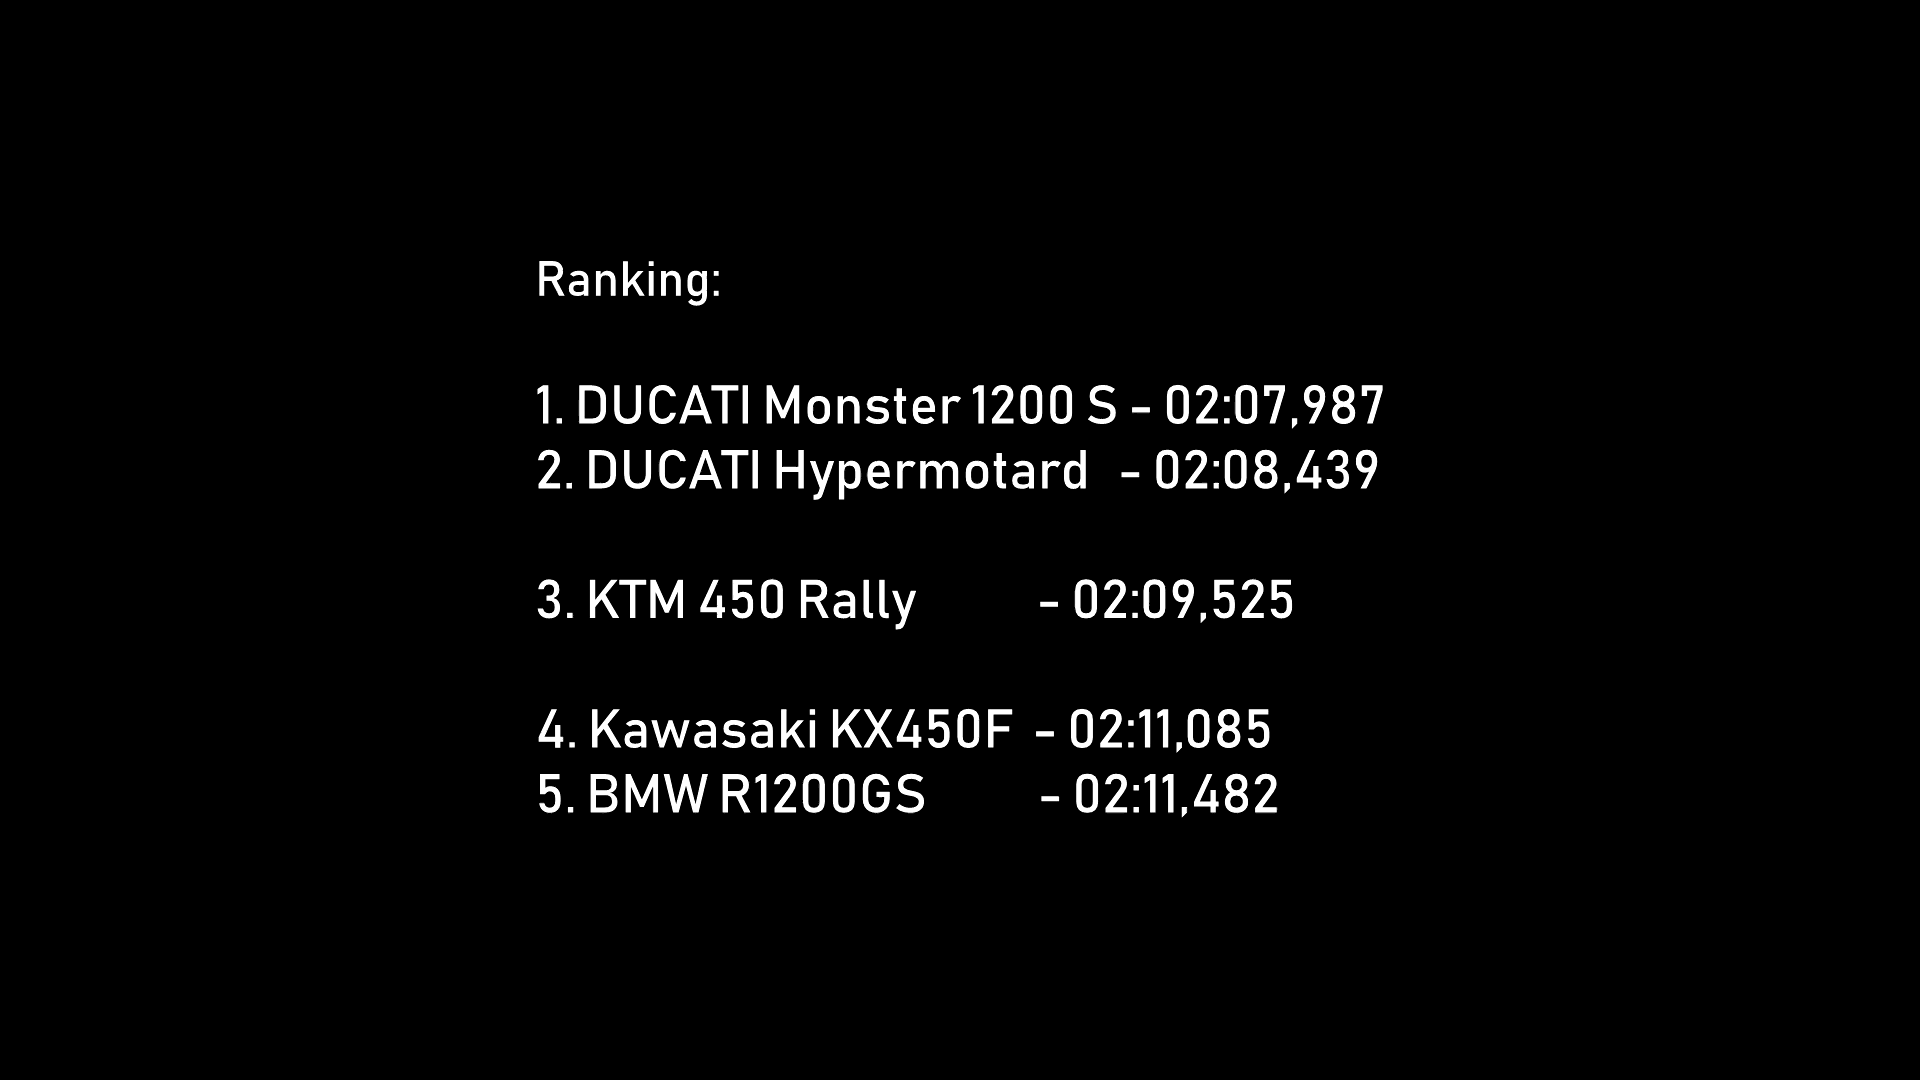 Ranking:
1. DUCATI Monster 1200 S - 02:07,987
2. DUCATI Hypermotard - 02:08,439
3. KTM 450 Rally - 02:09,525
4. Kawasaki KX450F - 02:11,085
5. BMW R1200GS - 02:11,482